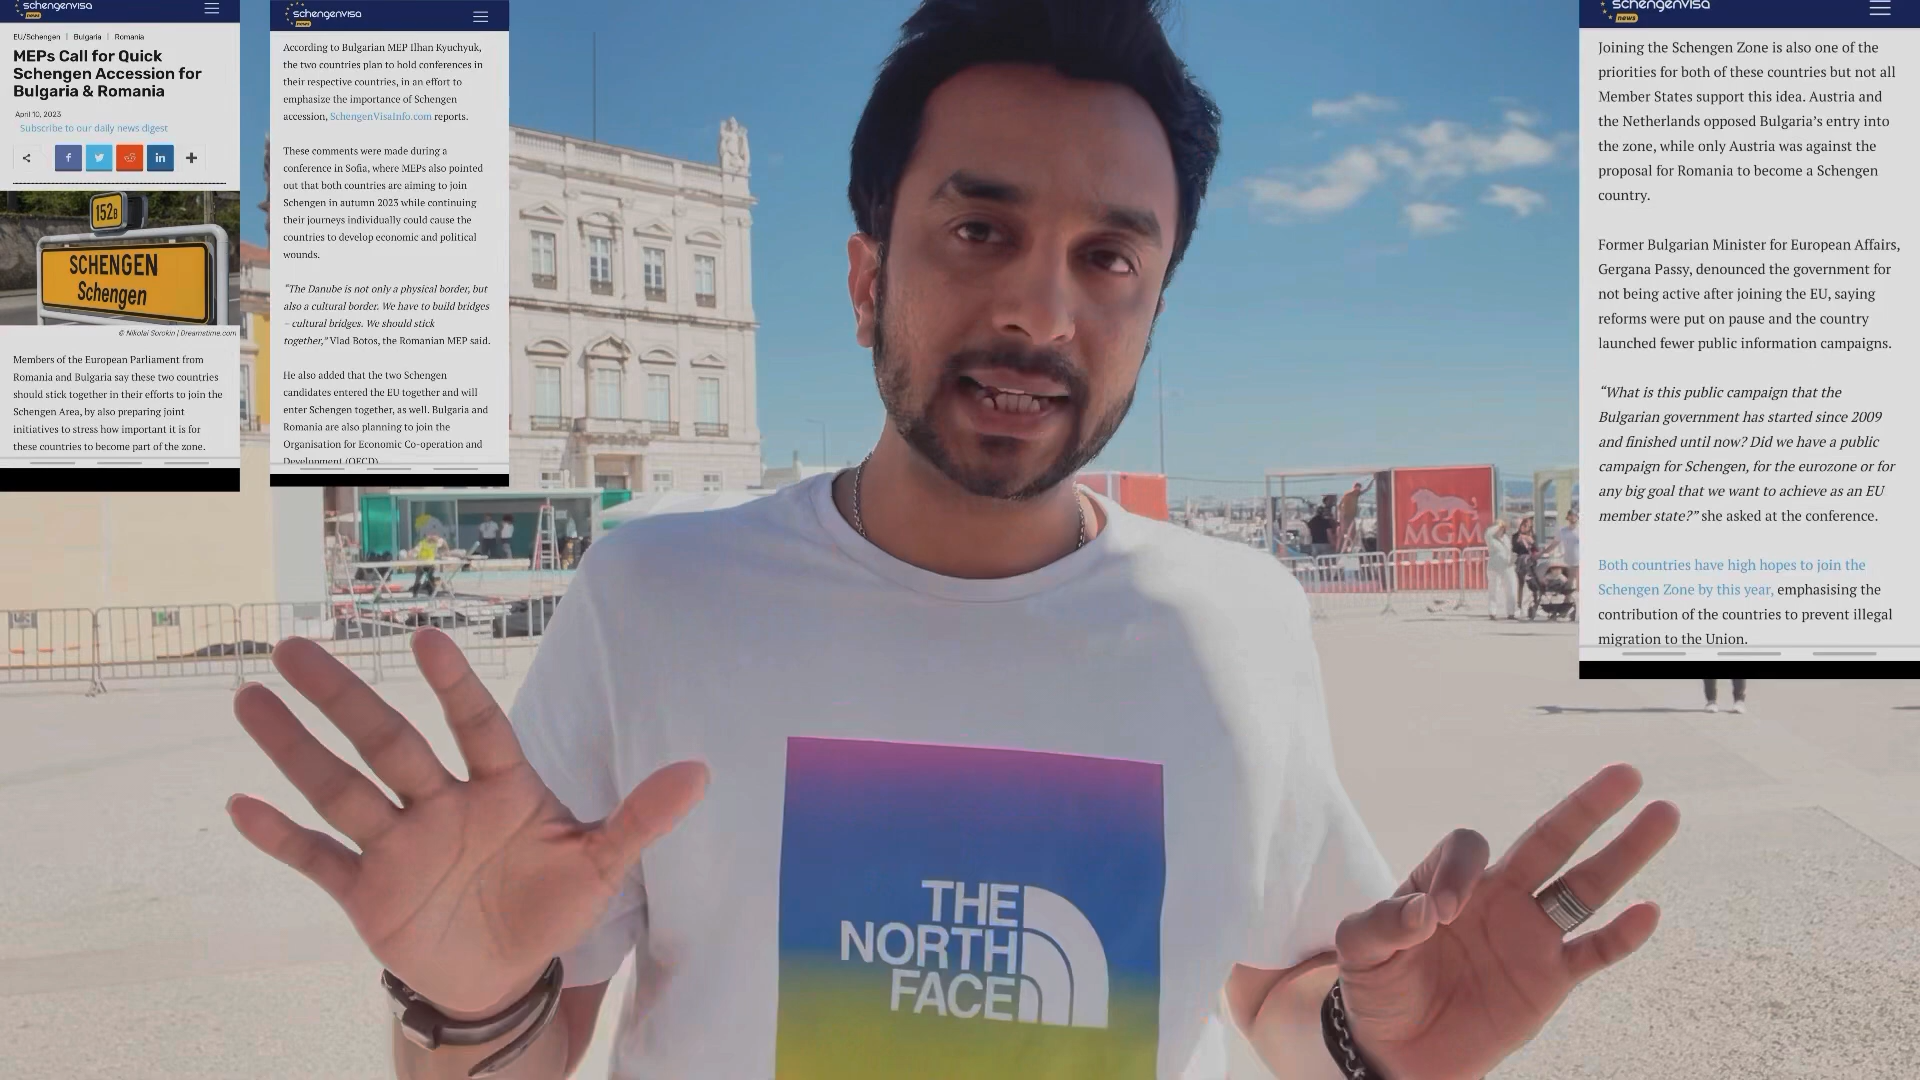 schengenvisa
news
EU/Schengen | Bulgaria | Romania
MEPs Call for Quick
Schengen Accession for
Bulgaria & Romania
April 10, 2023
Subscribe to our daily news digest
152B
SCHENGEN
Schengen
© Nikolai Sorokin | Dreamstime.com
Members of the European Parliament from
Romania and Bulgaria say these two countries
should stick together in their efforts to join the
Schengen Area, by also preparing joint
initiatives to stress how important it is for
these countries to become part of the zone.
schengenvisa
news
According to Bulgarian MEP Ilhan Kyuchyuk,
the two countries plan to hold conferences in
their respective countries, in an effort to
emphasize the importance of Schengen
accession, SchengenVisaInfo.com reports.
These comments were made during a
conference in Sofia, where MEPs also pointed
out that both countries are aiming to join
Schengen in autumn 2023 while continuing
their journeys individually could cause the
countries to develop economic and political
wounds.
“The Danube is not only a physical border, but
also a cultural border. We have to build bridges
– cultural bridges. We should stick
together,” Vlad Botos, the Romanian MEP said.
He also added that the two Schengen
candidates entered the EU together and will
enter Schengen together, as well. Bulgaria and
Romania are also planning to join the
Organisation for Economic Co-operation and
Development (OECD)
schengenvisa
news
Joining the Schengen Zone is also one of the
priorities for both of these countries but not all
Member States support this idea. Austria and
the Netherlands opposed Bulgaria’s entry into
the zone, while only Austria was against the
proposal for Romania to become a Schengen
country.
Former Bulgarian Minister for European Affairs,
Gergana Passy, denounced the government for
not being active after joining the EU, saying
reforms were put on pause and the country
launched fewer public information campaigns.
“What is this public campaign that the
Bulgarian government has started since 2009
and finished until now? Did we have a public
campaign for Schengen, for the eurozone or for
any big goal that we want to achieve as an EU
member state?” she asked at the conference.
Both countries have high hopes to join the
Schengen Zone by this year, emphasising the
contribution of the countries to prevent illegal
migration to the Union.
MGM
THE
NORTH
FACE